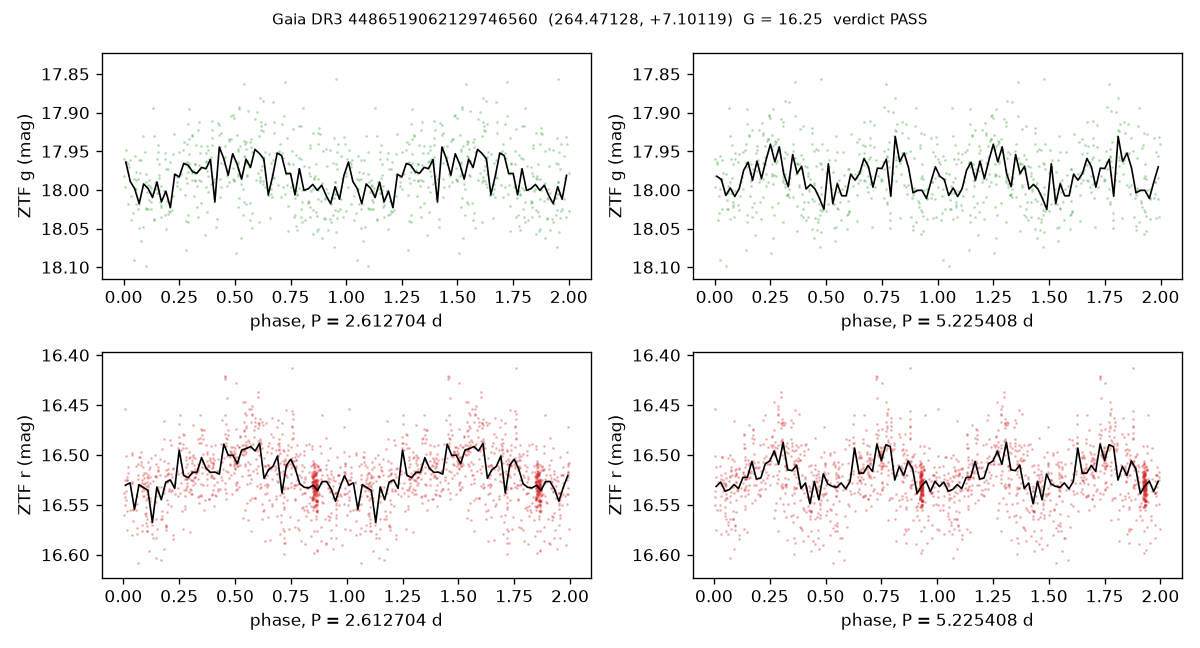 Gaia DR3 4486519062129746560 (264.47128, +7.10119) G = 16.25 verdict PASS
ZTF g (mag)
17.85
17.90
17.95
18.00
18.05
18.10
0.00 0.25 0.50 0.75 1.00 1.25 1.50 1.75 2.00
phase, P = 2.612704 d
ZTF g (mag)
17.85
17.90
17.95
18.00
18.05
18.10
0.00 0.25 0.50 0.75 1.00 1.25 1.50 1.75 2.00
phase, P = 5.225408 d
ZTF r (mag)
16.40
16.45
16.50
16.55
16.60
0.00 0.25 0.50 0.75 1.00 1.25 1.50 1.75 2.00
phase, P = 2.612704 d
ZTF r (mag)
16.40
16.45
16.50
16.55
16.60
0.00 0.25 0.50 0.75 1.00 1.25 1.50 1.75 2.00
phase, P = 5.225408 d